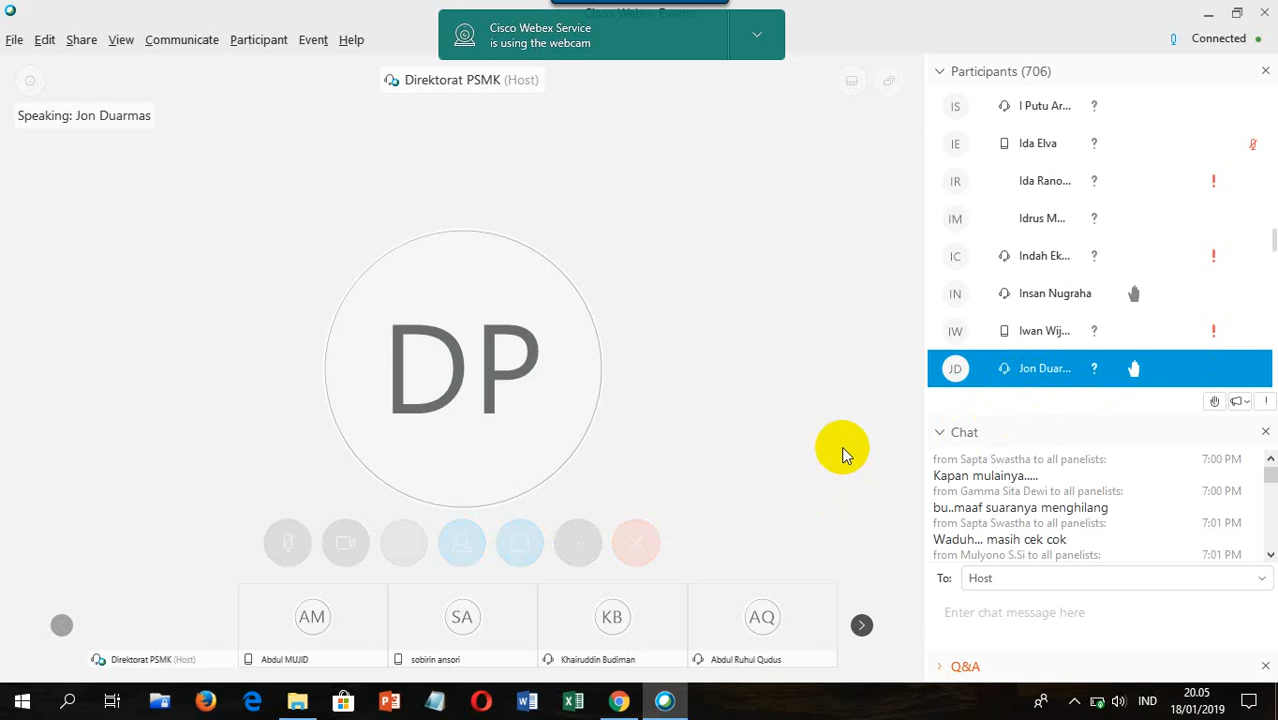 Cisco Webex Events
Cisco Webex Service
is using the webcam
File Edit Share View Communicate Participant Event Help
Connected
Direktorat PSMK (Host)
Speaking: Jon Duarmas
DP
AM
Abdul MUJID
SA
sobirin ansori
KB
Khairuddin Budiman
AQ
Abdul Ruhul Qudus
Direktorat PSMK (Host)
Participants (706)
IS I Putu Ar... ?
IE Ida Elva ?
IR Ida Rano... ? !
IM Idrus M... ?
IC Indah Ek... ? !
IN Insan Nugraha
IW Iwan Wij... ? !
JD Jon Duar... ?
!
Chat
from Sapta Swastha to all panelists: 7:00 PM
Kapan mulainya.....
from Gamma Sita Dewi to all panelists: 7:00 PM
bu..maaf suaranya menghilang
from Sapta Swastha to all panelists: 7:01 PM
Waduh... masih cek cok
from Mulyono S.Si to all panelists: 7:01 PM
To: Host
Enter chat message here
Q&A
IND
20.05
18/01/2019